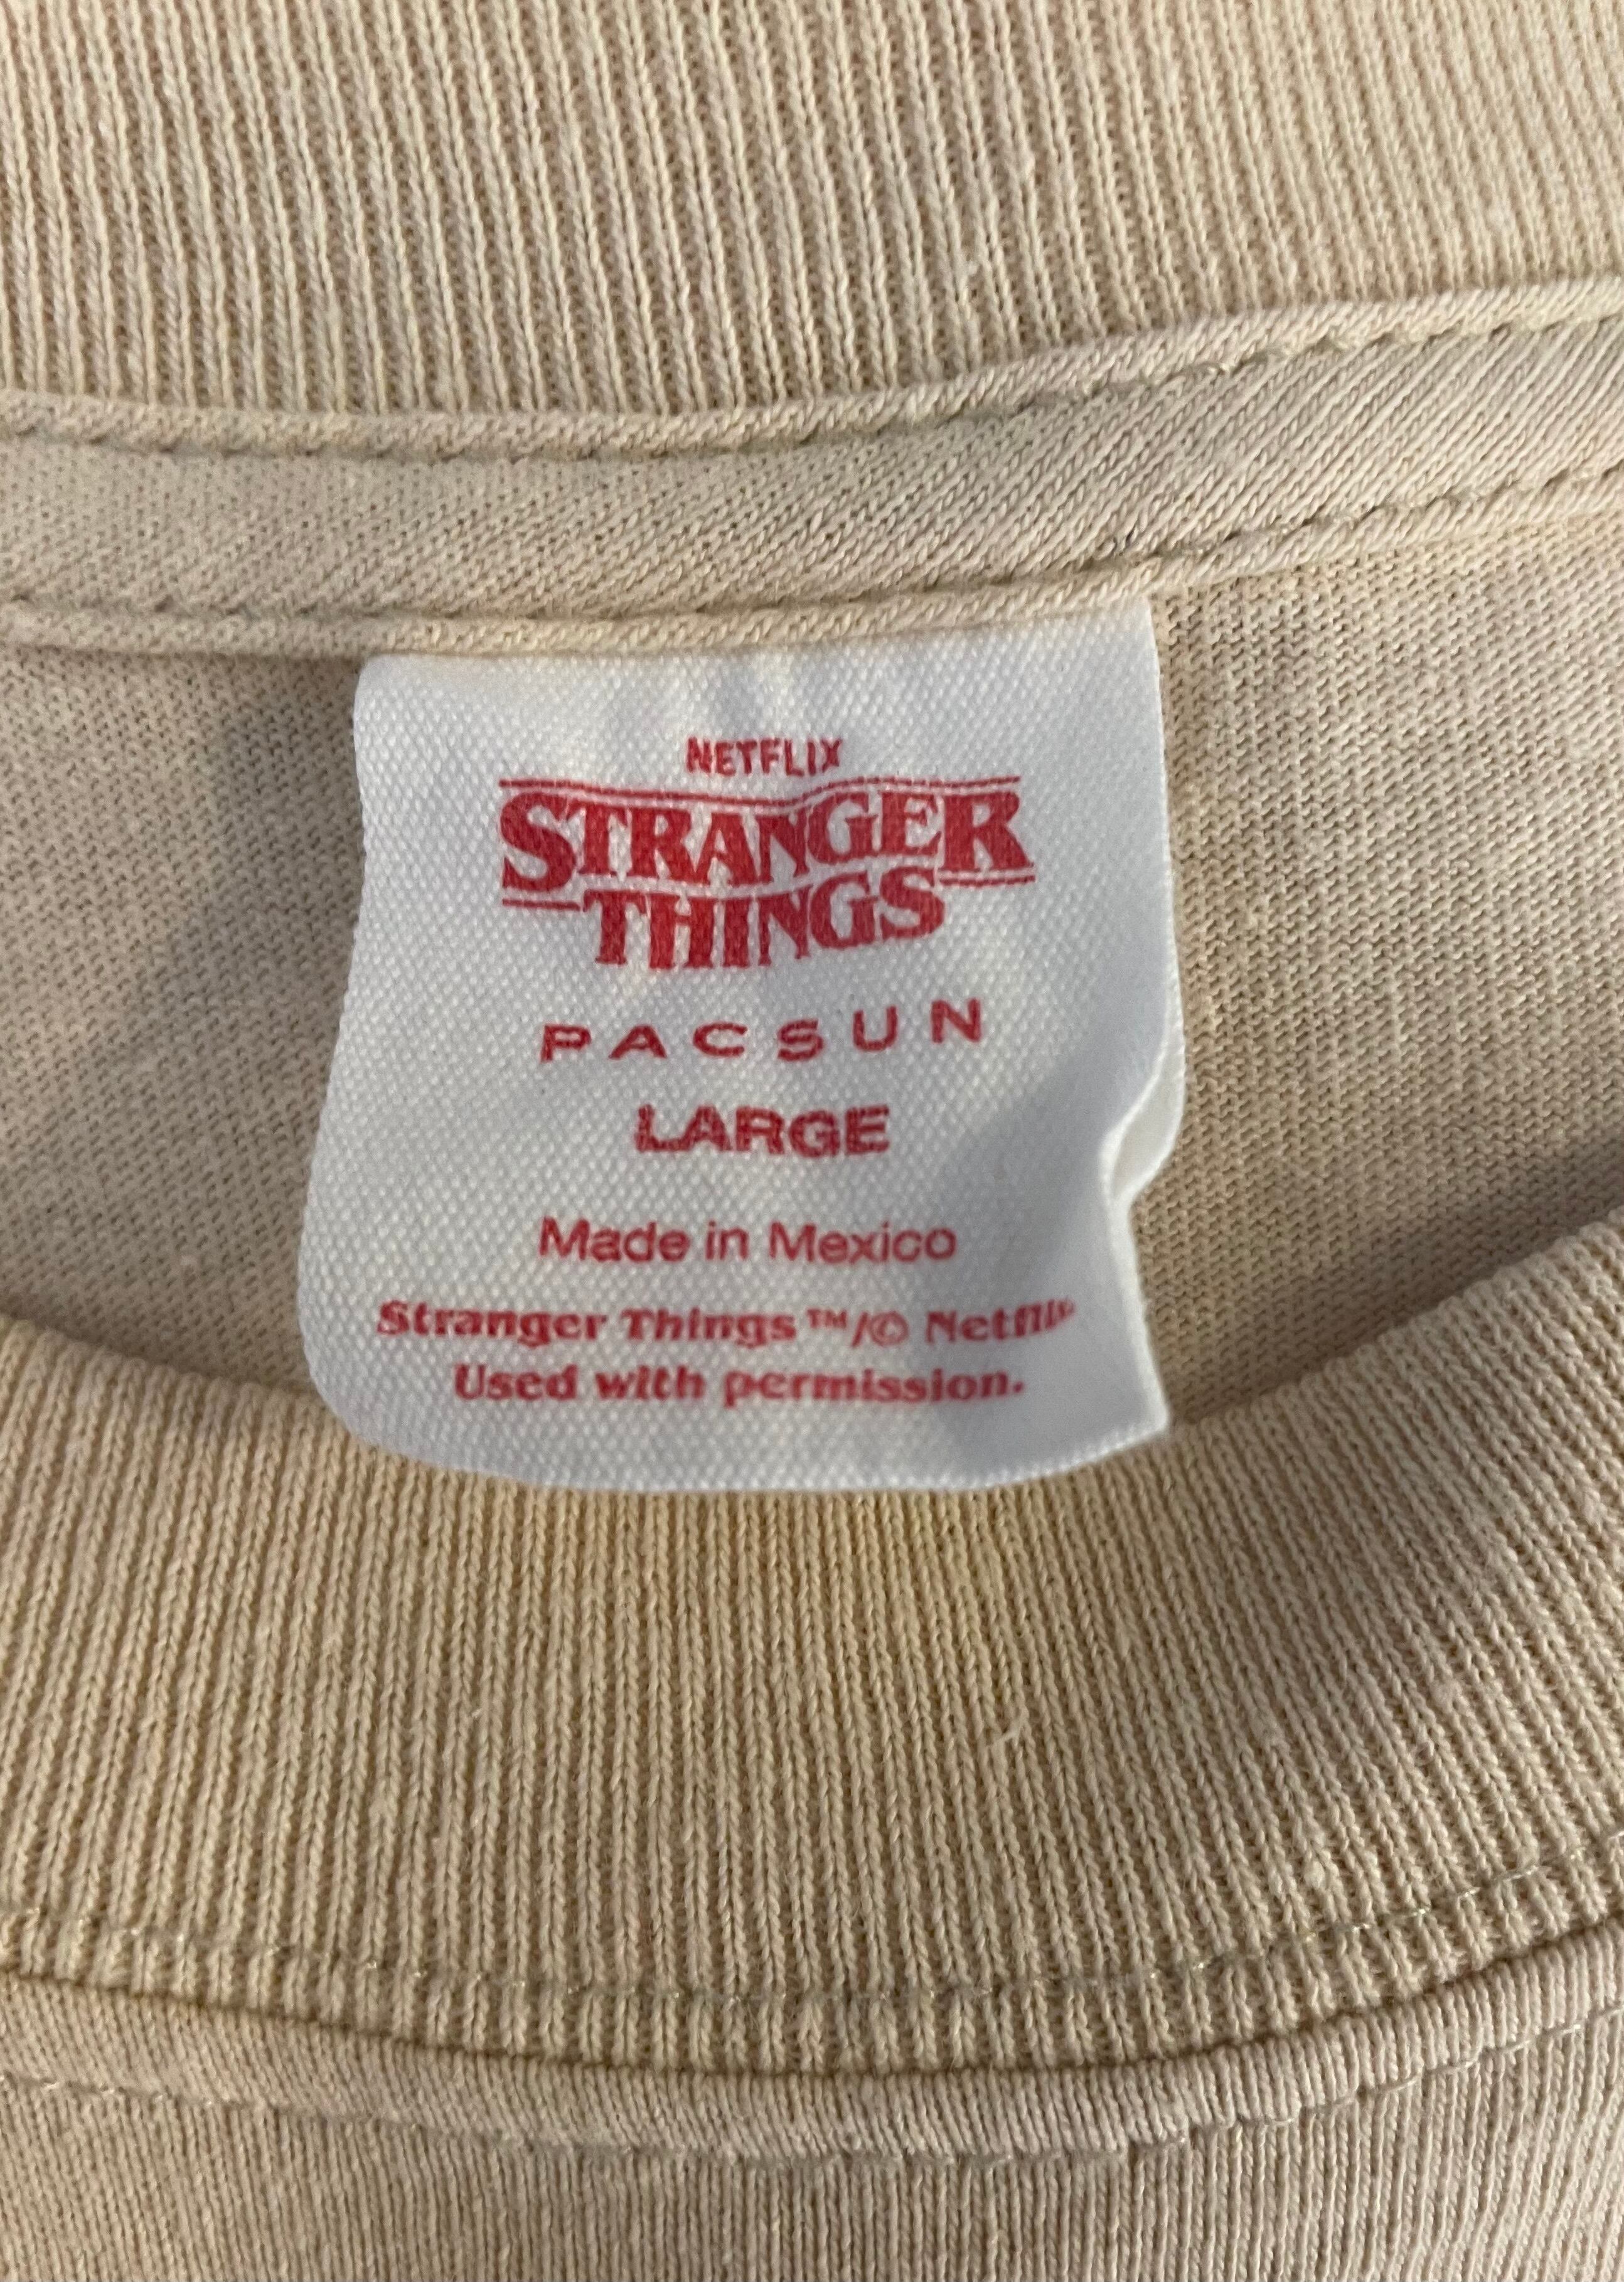 NETFLIX
STRANGER
THINGS
PACSUN
LARGE
Made in Mexico
Stranger Things™/© Netflix
Used with permission.